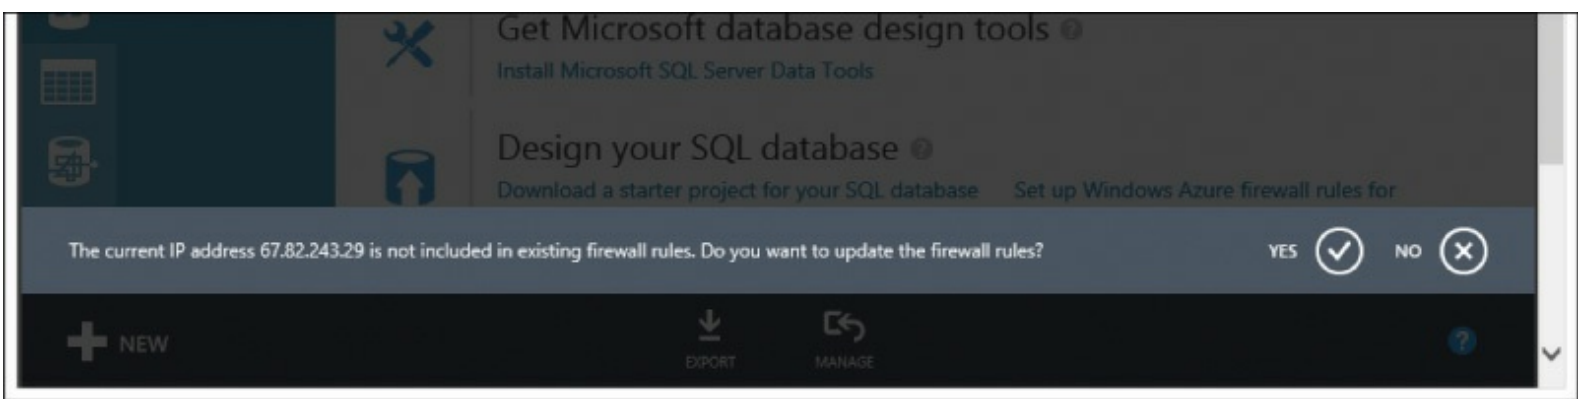 Get Microsoft database design tools ?
Install Microsoft SQL Server Data Tools
Design your SQL database ?
Download a starter project for your SQL database Set up Windows Azure firewall rules for
The current IP address 67.82.243.29 is not included in existing firewall rules. Do you want to update the firewall rules? YES NO
NEW EXPORT MANAGE ?